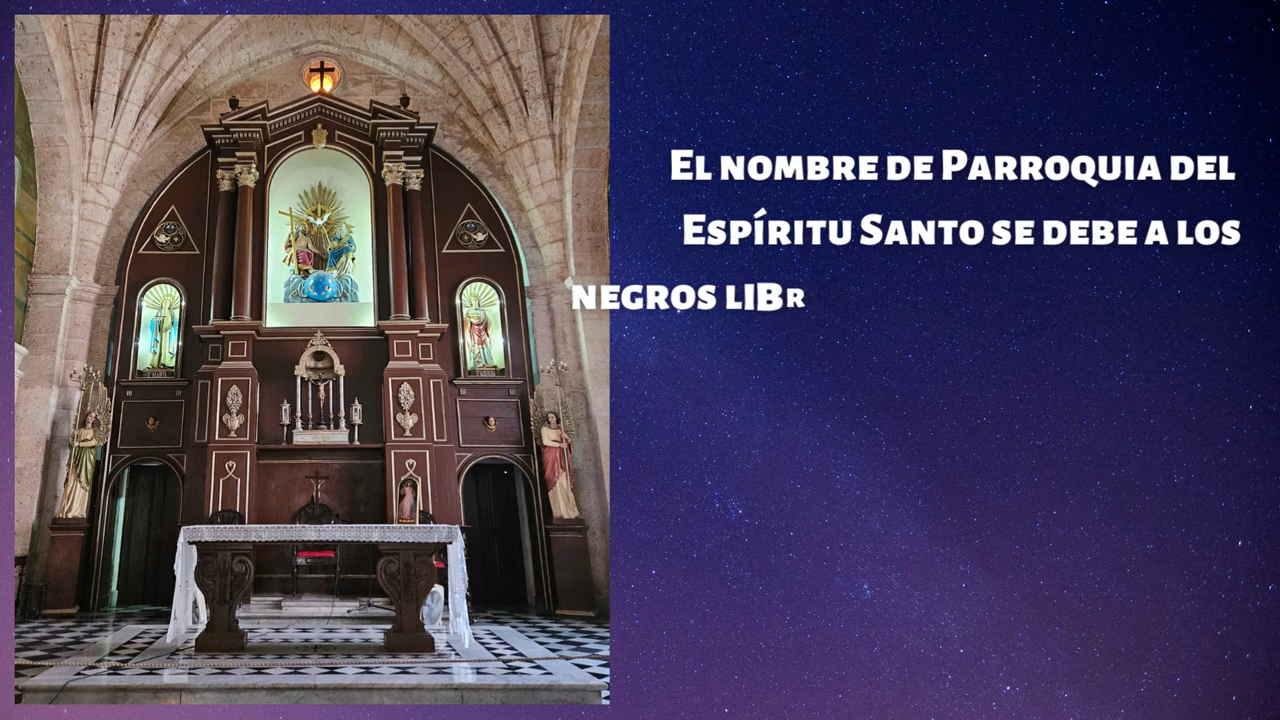 El nombre de Parroquia del
Espíritu Santo se debe a los
negros libr